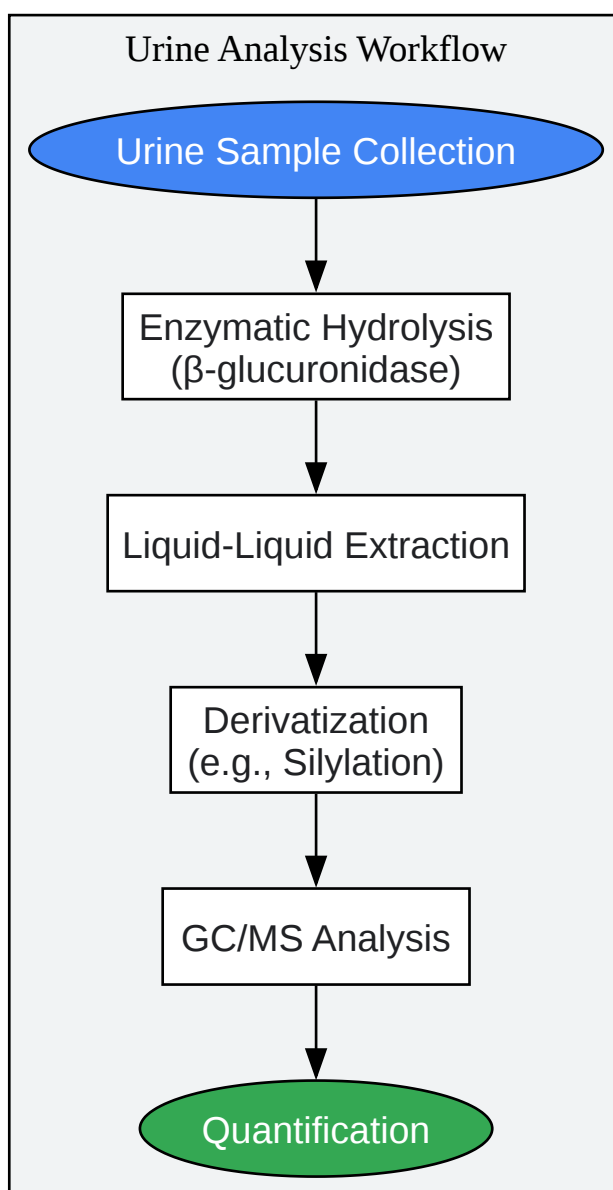 Urine Analysis Workflow
Urine Sample Collection
Enzymatic Hydrolysis
(β-glucuronidase)
Liquid-Liquid Extraction
Derivatization
(e.g., Silylation)
GC/MS Analysis
Quantification